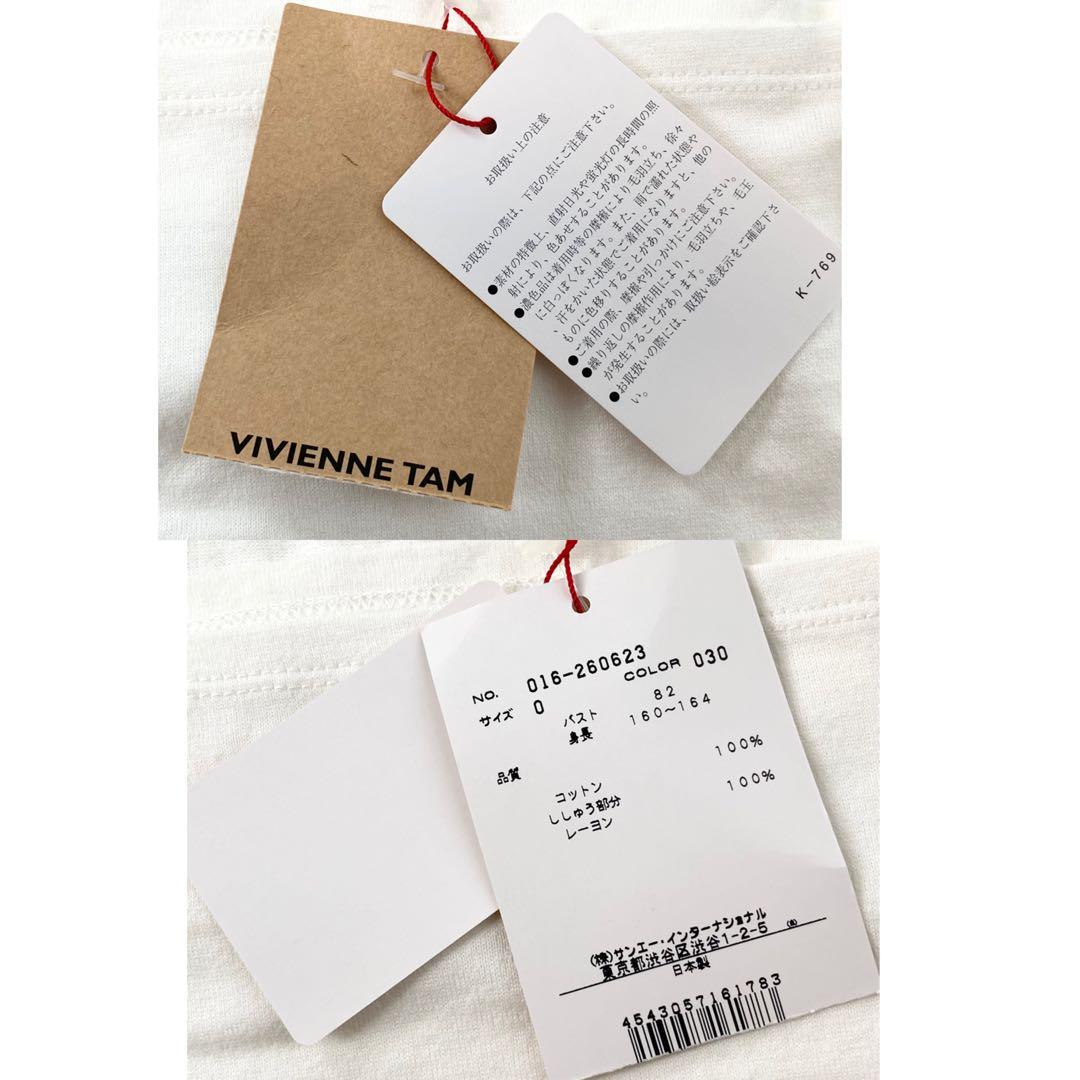 VIVIENNE TAM
お取扱い上の注意
お取扱いの際は、下記の点にご注意下さい。
●素材の特徴上、直射日光や蛍光灯の長時間の照
射により、色あせすることがあります。
●濃色品は着用時等の摩擦により毛羽立ち、徐々
に白っぽくなります。また、雨で濡れた状態や
、汗をかいた状態でご着用になりますと、他の
ものに色移りすることがあります。
●ご着用の際、摩擦や引っかけにご注意下さい。
●繰り返しの摩擦作用により、毛羽立ちや、毛玉
が発生することがあります。
●お取扱いの際には、取扱い絵表示をご確認下さ
い。
K-769
NO. 016-260623 COLOR 030
サイズ 0 バスト 82
身長 160~164
品質
コットン 100%
ししゅう部分
レーヨン 100%
(株)サンエー・インターナショナル
東京都渋谷区渋谷1-2-5
日本製
4543057161783